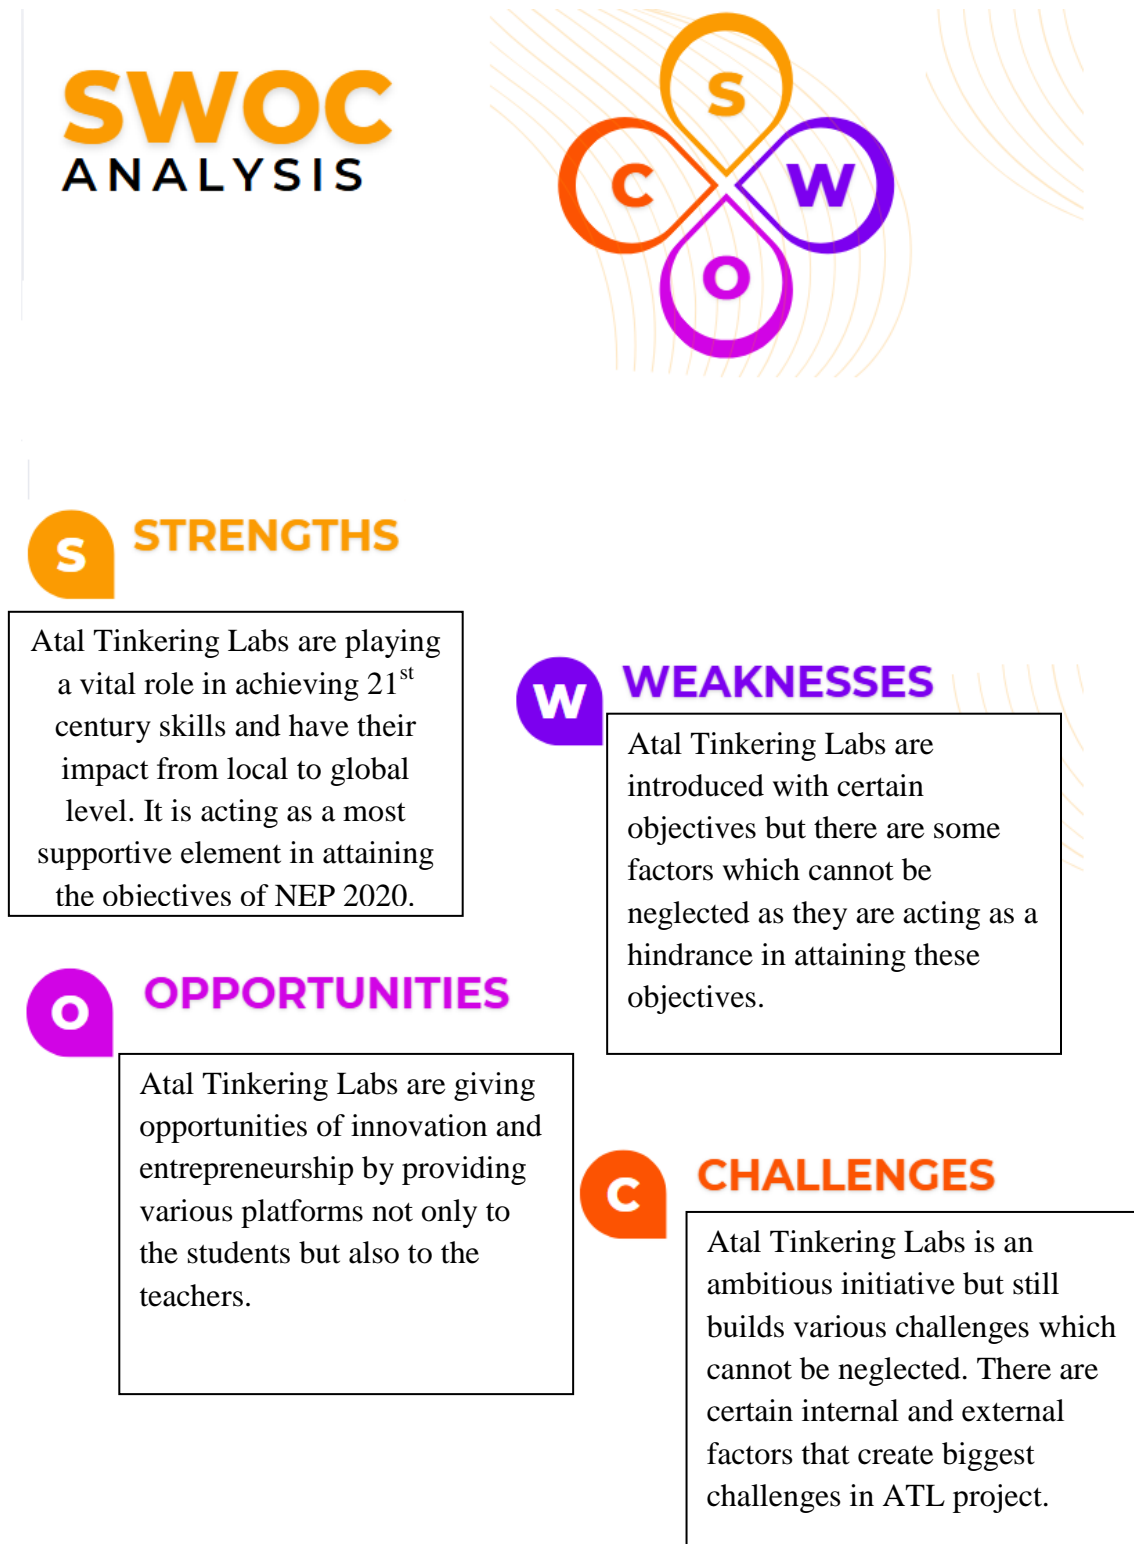 SWOC
ANALYSIS
S
C
W
O
S
STRENGTHS
Atal Tinkering Labs are playing
a vital role in achieving 21st
century skills and have their
impact from local to global
level. It is acting as a most
supportive element in attaining
the objectives of NEP 2020.
W
WEAKNESSES
Atal Tinkering Labs are
introduced with certain
objectives but there are some
factors which cannot be
neglected as they are acting as a
hindrance in attaining these
objectives.
O
OPPORTUNITIES
Atal Tinkering Labs are giving
opportunities of innovation and
entrepreneurship by providing
various platforms not only to
the students but also to the
teachers.
C
CHALLENGES
Atal Tinkering Labs is an
ambitious initiative but still
builds various challenges which
cannot be neglected. There are
certain internal and external
factors that create biggest
challenges in ATL project.